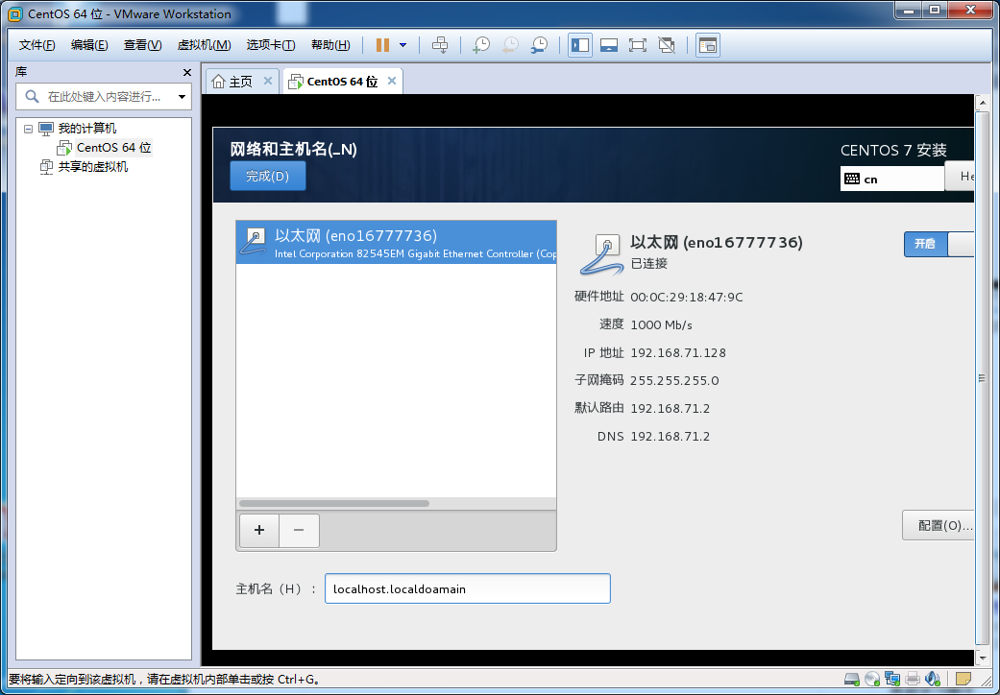 CentOS 64 位 - VMware Workstation
文件(F) 编辑(E) 查看(V) 虚拟机(M) 选项卡(T) 帮助(H)
库
在此处键入内容进行...
我的计算机
CentOS 64 位
共享的虚拟机
主页
CentOS 64 位
网络和主机名(_N)
完成(D)
CENTOS 7 安装
cn
He
以太网 (eno16777736)
Intel Corporation 82545EM Gigabit Ethernet Controller (Cop
以太网 (eno16777736)
已连接
开启
硬件地址 00:0C:29:18:47:9C
速度 1000 Mb/s
IP 地址 192.168.71.128
子网掩码 255.255.255.0
默认路由 192.168.71.2
DNS 192.168.71.2
+ −
配置(O)...
主机名（H）： localhost.localdoamain
要将输入定向到该虚拟机，请在虚拟机内部单击或按 Ctrl+G。